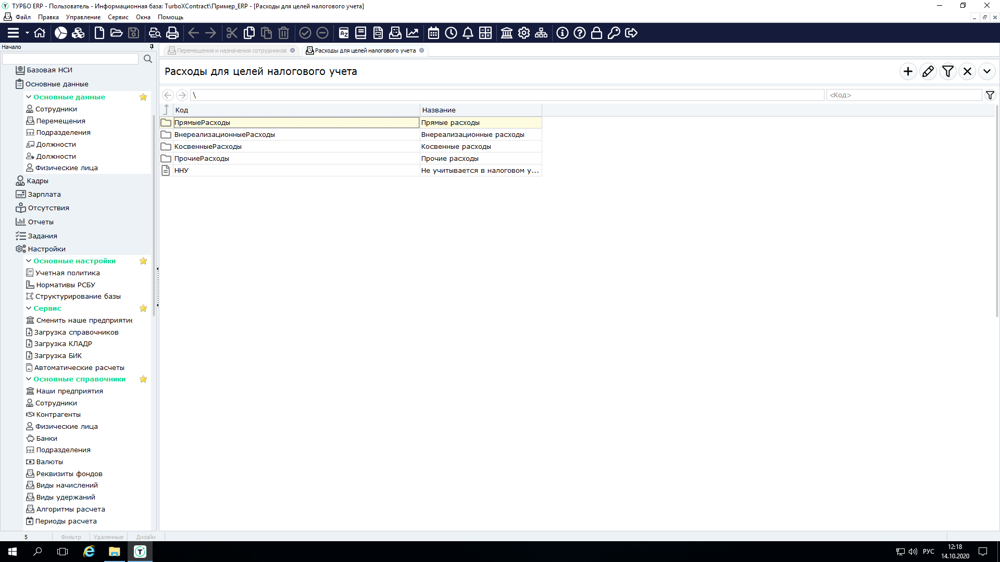 ТУРБО ERP - Пользователь - Информационная база: TurboXContract\Пример_ERP - [Расходы для целей налогового учета]
Файл Правка Управление Сервис Окна Помощь
Начало
Перемещения и назначения сотрудников
Расходы для целей налогового учета
Базовая НСИ
Основные данные
Основные данные
Сотрудники
Перемещения
Подразделения
Должности
Должности
Физические лица
Кадры
Зарплата
Отсутствия
Отчеты
Задания
Настройки
Основные настройки
Учетная политика
Нормативы РСБУ
Структурирование базы
Сервис
Сменить наше предприятие
Загрузка справочников
Загрузка КЛАДР
Загрузка БИК
Автоматические расчеты
Основные справочники
Наши предприятия
Сотрудники
Контрагенты
Физические лица
Банки
Подразделения
Валюты
Реквизиты фондов
Виды начислений
Виды удержаний
Алгоритмы расчета
Периоды расчета
Расходы для целей налогового учета
\ <Код>
Код Название
ПрямыеРасходы Прямые расходы
ВнереализационныеРасходы Внереализационные расходы
КосвенныеРасходы Косвенные расходы
ПрочиеРасходы Прочие расходы
ННУ Не учитывается в налоговом у...
5 Фильтр Удаленные Дизайн
РУС
12:18
14.10.2020